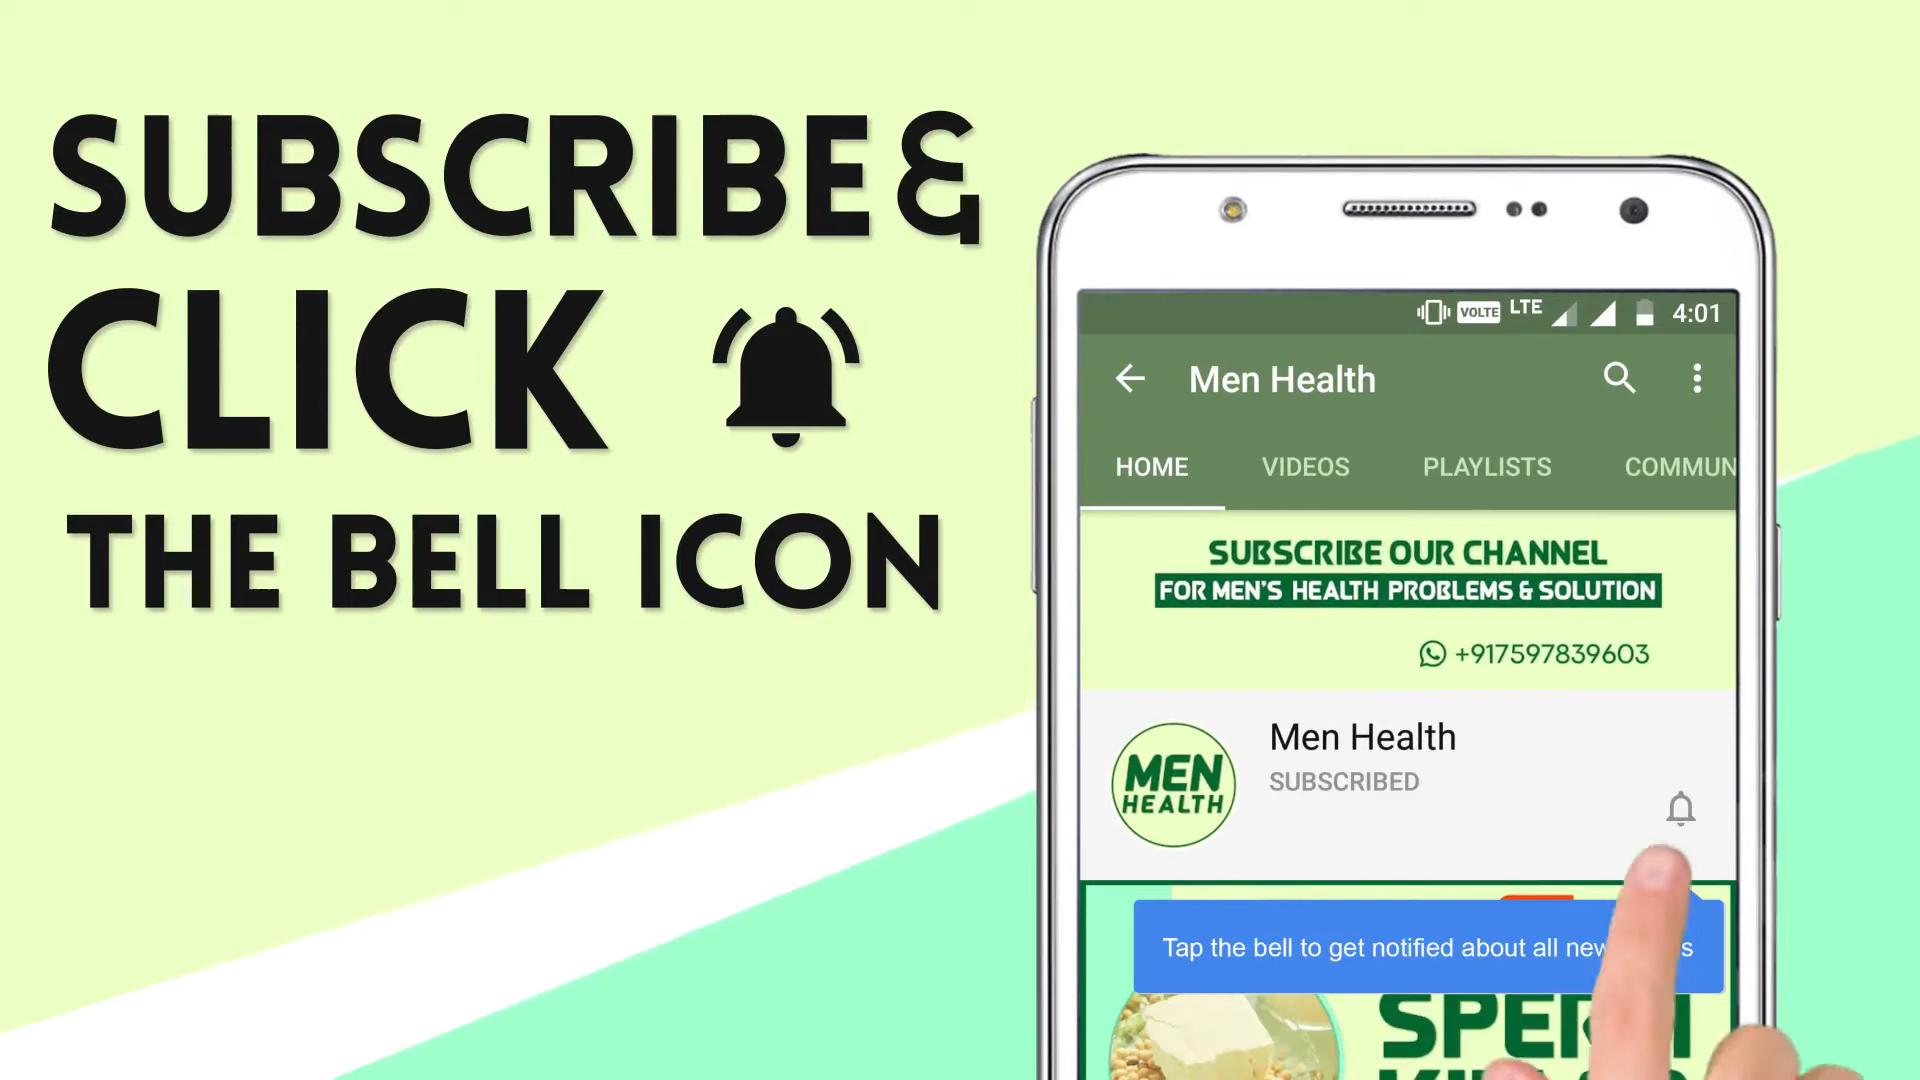 SUBSCRIBE &
CLICK
THE BELL ICON
VOLTE LTE 4:01
Men Health
HOME VIDEOS PLAYLISTS COMMUN
SUBSCRIBE OUR CHANNEL
FOR MEN'S HEALTH PROBLEMS & SOLUTION
+917597839603
Men Health
SUBSCRIBED
MEN
HEALTH
Tap the bell to get notified about all new